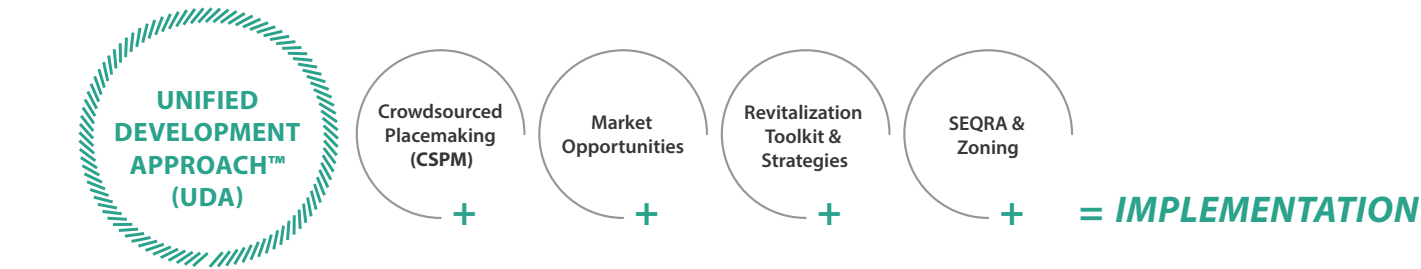 UNIFIED
DEVELOPMENT
APPROACH™
(UDA)
Crowdsourced
Placemaking
(CSPM)
+
Market
Opportunities
+
Revitalization
Toolkit &
Strategies
+
SEQRA &
Zoning
+
= IMPLEMENTATION